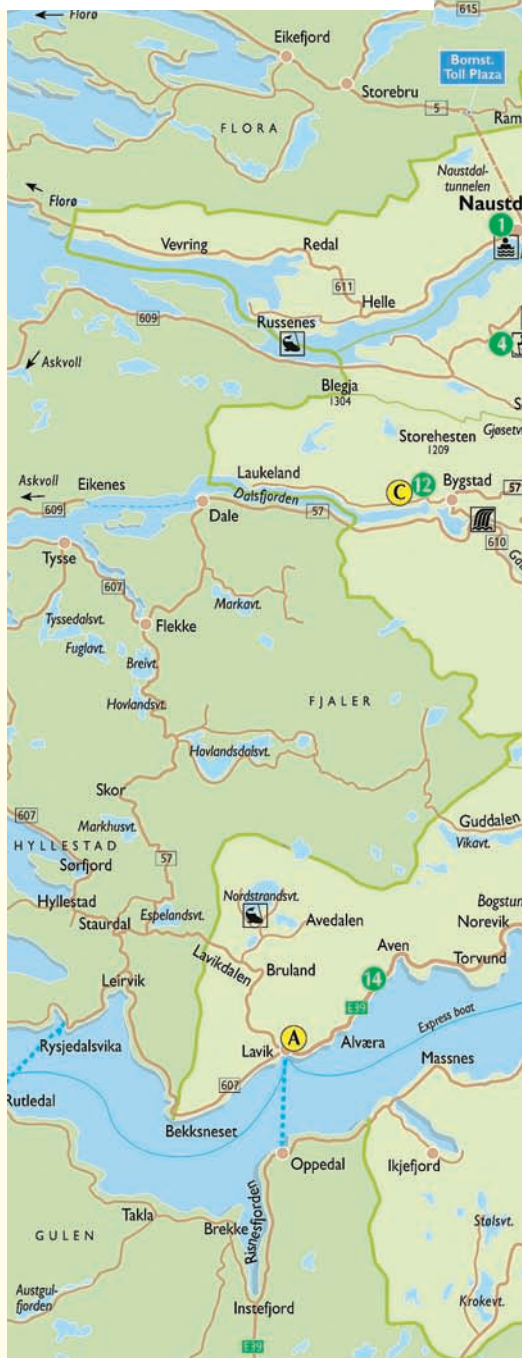 615
Florø
Eikefjord
Bomst.
Toll Plaza
Storebru
5
FLORA
Ram
Naustdal-
tunnelen
Florø
Naustd
1
Vevring
Redal
611
Helle
609
Russenes
4
Askvoll
Blegja
1304
S
Storehesten
1209
Gjøsetv
Askvoll
Eikenes
Laukeland
C
12
Bygstad
57
609
Dalsfjorden
Dale
57
610
Tysse
607
Markavt.
Tyssedalsvt.
Flekke
Fuglavt.
Breivt.
Hovlandsvt.
FJALER
Hovlandsdalsvt.
Skor
607
Markhusvt.
Guddalen
Vikavt.
HYLLESTAD
57
Sørfjord
Hyllestad
Nordstrandsvt.
Bogstun
Espelandsvt.
Avedalen
Norevik
Staurdal
Aven
Lavikdalen
Bruland
Torvund
Leirvik
14
E39
Express boat
A
Rysjedalsvika
Lavik
Alværa
Massnes
607
Rutledal
Bekksneset
Oppedal
Ikjefjord
Risnesfjorden
Takla
Brekke
Stølsvt.
GULEN
Austgul-
fjorden
Instefjord
Krokevt.
E39